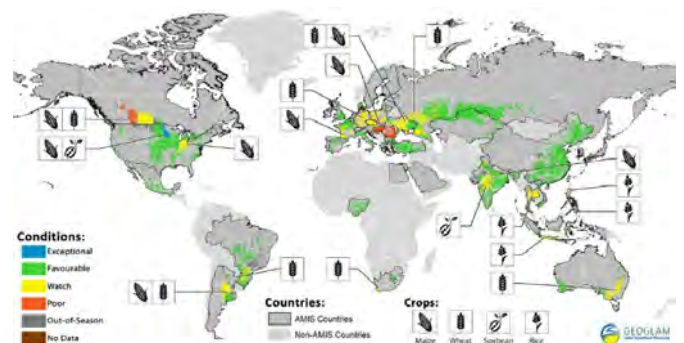 Conditions:
Exceptional
Favourable
Watch
Poor
Out-of-Season
No Data
Countries:
AMIS Countries
Non-AMIS Countries
Crops:
Maize Wheat Soybean Rice
GEOGLAM